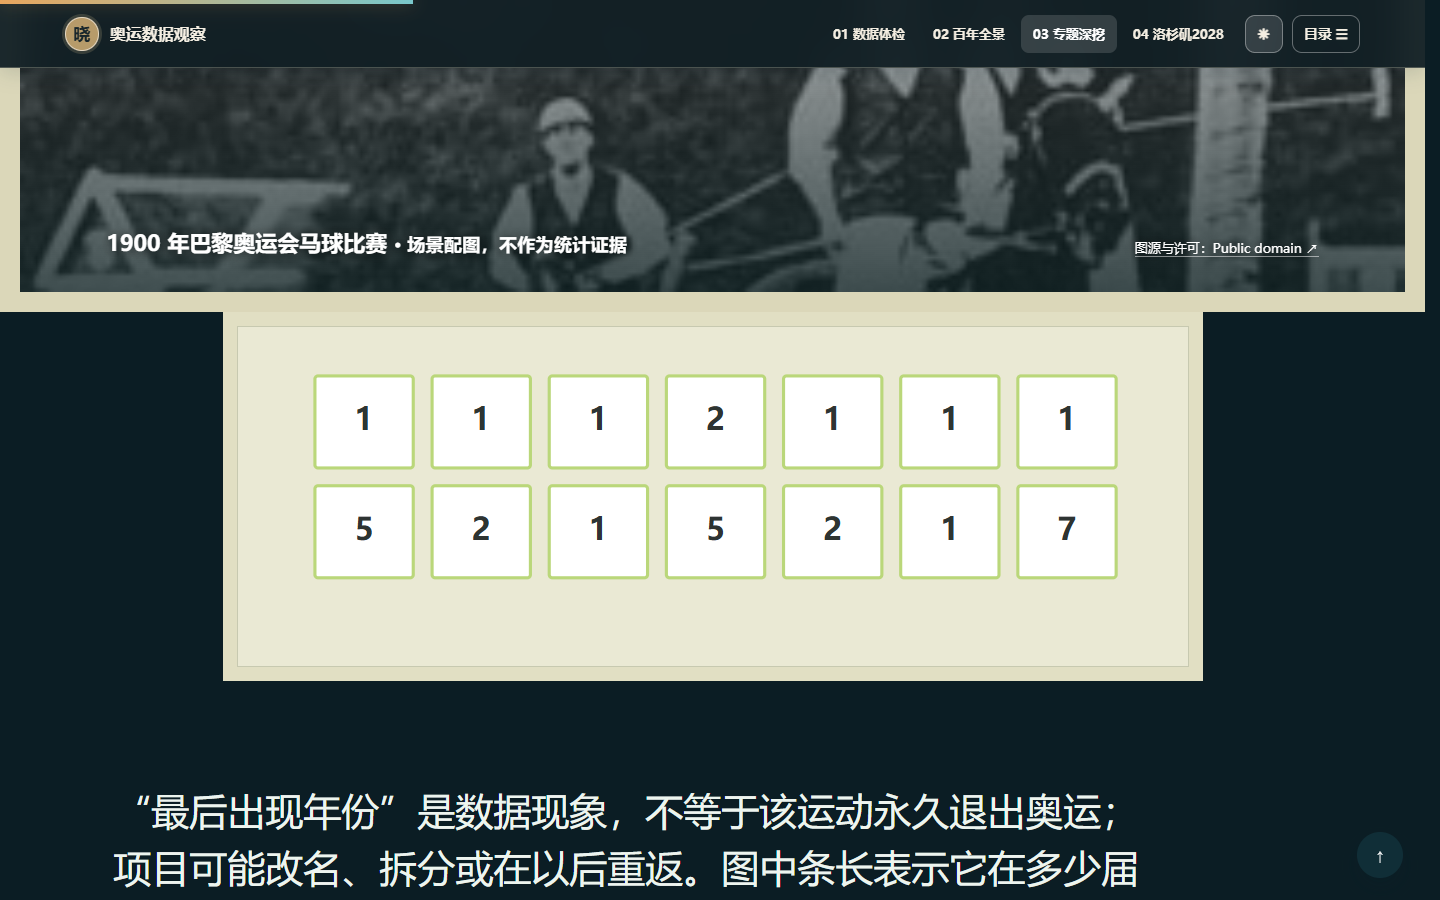 晓 奥运数据观察 01 数据体检 02 百年全景 03 专题深挖 04 洛杉矶2028 目录 ☰
1900 年巴黎奥运会马球比赛 · 场景配图，不作为统计证据
图源与许可：Public domain ↗
1 1 1 2 1 1 1
5 2 1 5 2 1 7
“最后出现年份”是数据现象，不等于该运动永久退出奥运；
项目可能改名、拆分或在以后重返。图中条长表示它在多少届
↑